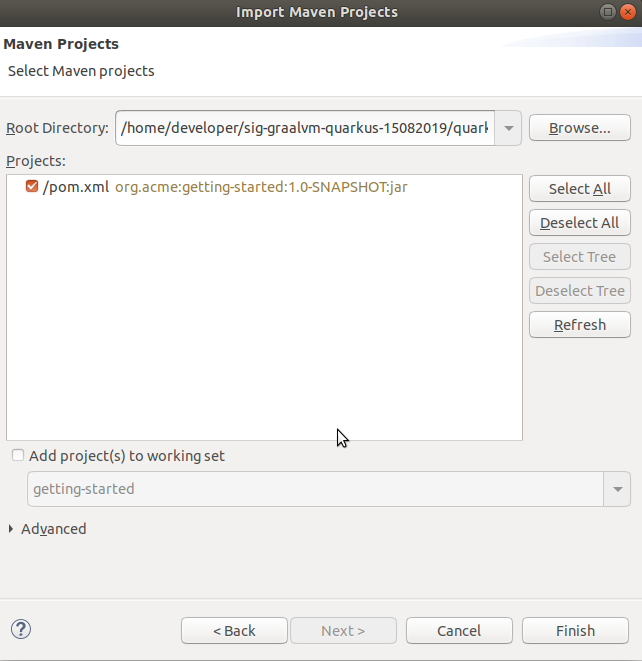 Import Maven Projects
Maven Projects
Select Maven projects
Root Directory: /home/developer/sig-graalvm-quarkus-15082019/quark Browse...
Projects:
/pom.xml org.acme:getting-started:1.0-SNAPSHOT:jar
Select All
Deselect All
Select Tree
Deselect Tree
Refresh
Add project(s) to working set
getting-started
Advanced
? < Back Next > Cancel Finish